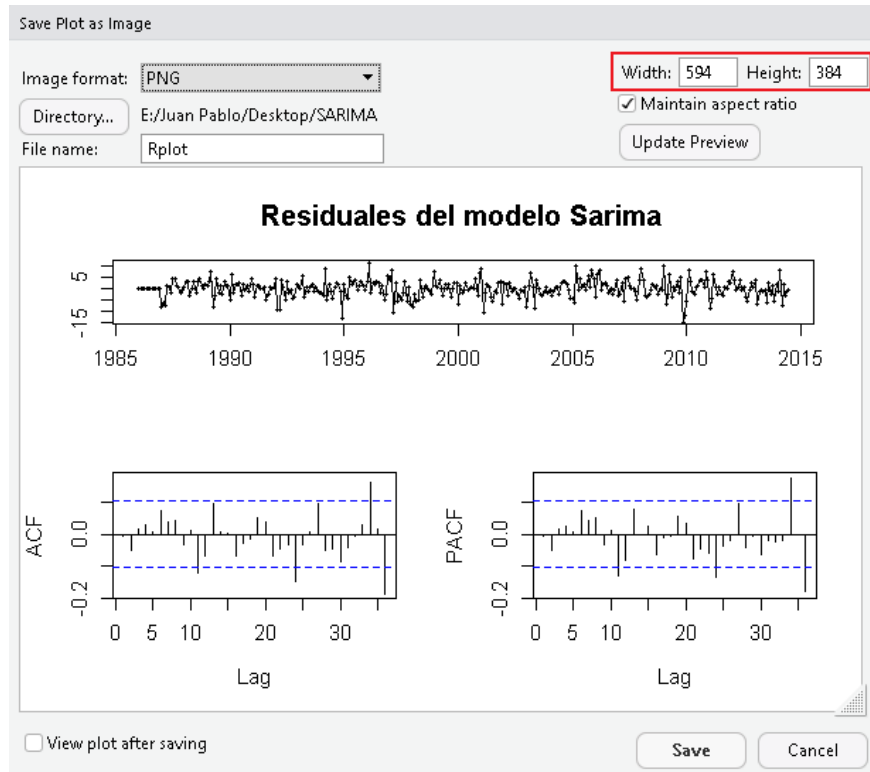 Save Plot as Image
Image format: PNG
Width: 594 Height: 384
Directory... E:/Juan Pablo/Desktop/SARIMA
Maintain aspect ratio
File name: Rplot
Update Preview
Residuales del modelo Sarima
5
-15
1985 1990 1995 2000 2005 2010 2015
ACF
0.0
-0.2
0 5 10 20 30
Lag
PACF
0.0
-0.2
0 5 10 20 30
Lag
View plot after saving
Save Cancel